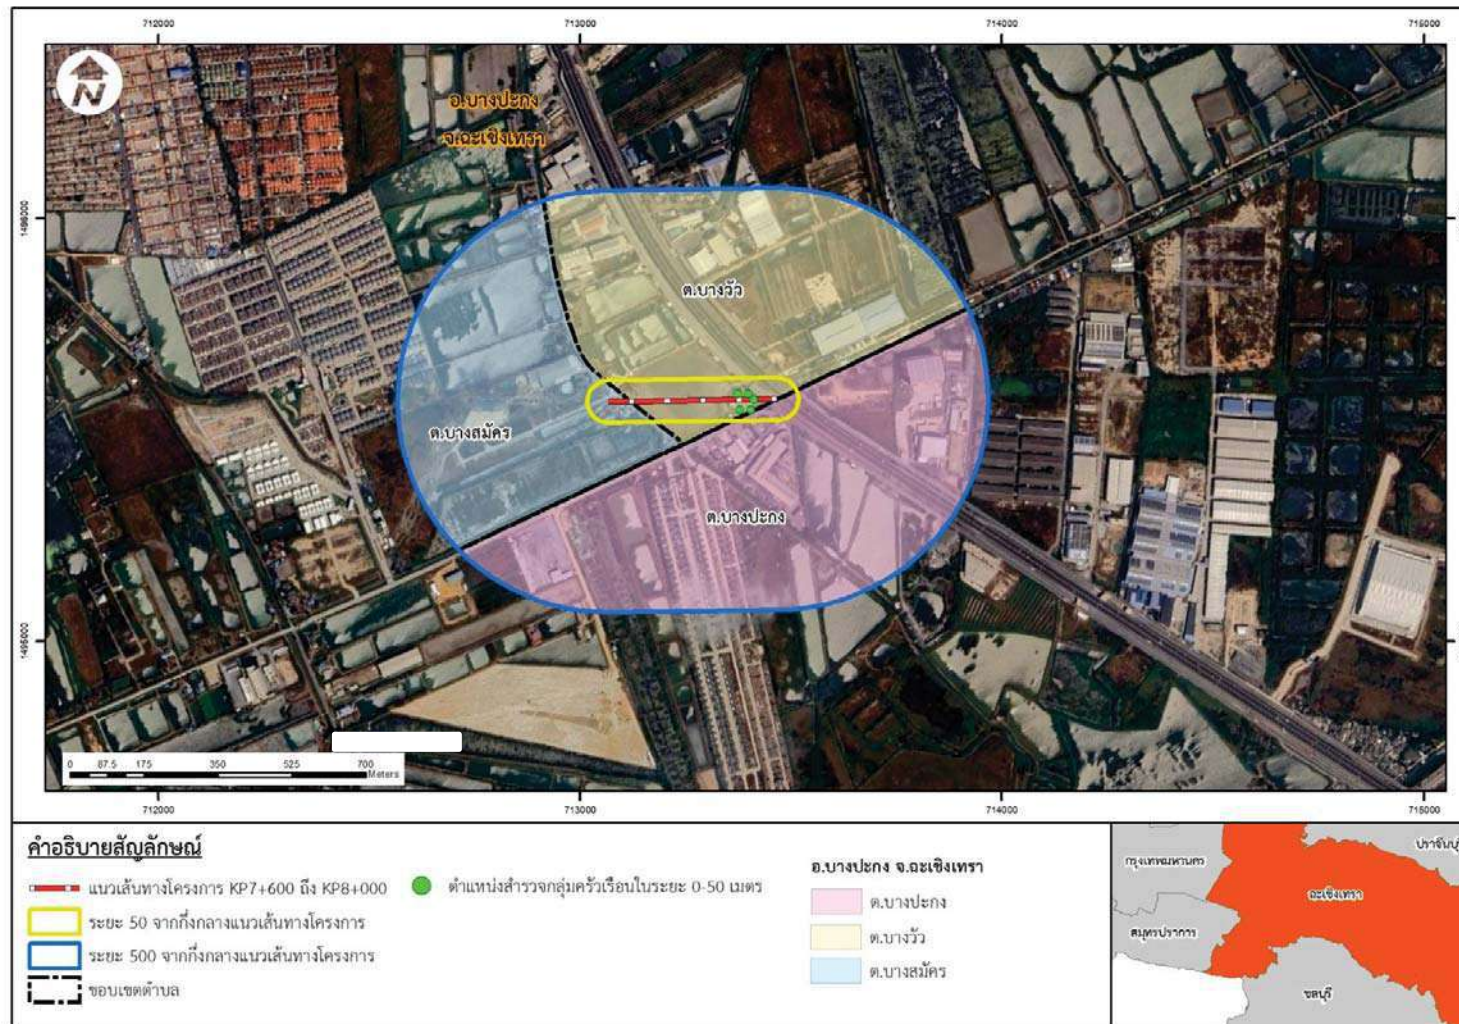 712000
713000
714000
715000
N
อ.บางปะกง
จ.ฉะเชิงเทรา
1496000
ต.บางวัว
ต.บางสมัคร
ต.บางปะกง
1495000
0 87.5 175 350 525 700
Meters
712000
713000
714000
715000
คำอธิบายสัญลักษณ์
แนวเส้นทางโครงการ KP7+600 ถึง KP8+000
ตำแหน่งสำรวจกลุ่มครัวเรือนในระยะ 0-50 เมตร
ระยะ 50 จากกึ่งกลางแนวเส้นทางโครงการ
ระยะ 500 จากกึ่งกลางแนวเส้นทางโครงการ
ขอบเขตตำบล
อ.บางปะกง จ.ฉะเชิงเทรา
ต.บางปะกง
ต.บางวัว
ต.บางสมัคร
กรุงเทพมหานคร
ปราจีนบุรี
ฉะเชิงเทรา
สมุทรปราการ
ชลบุรี